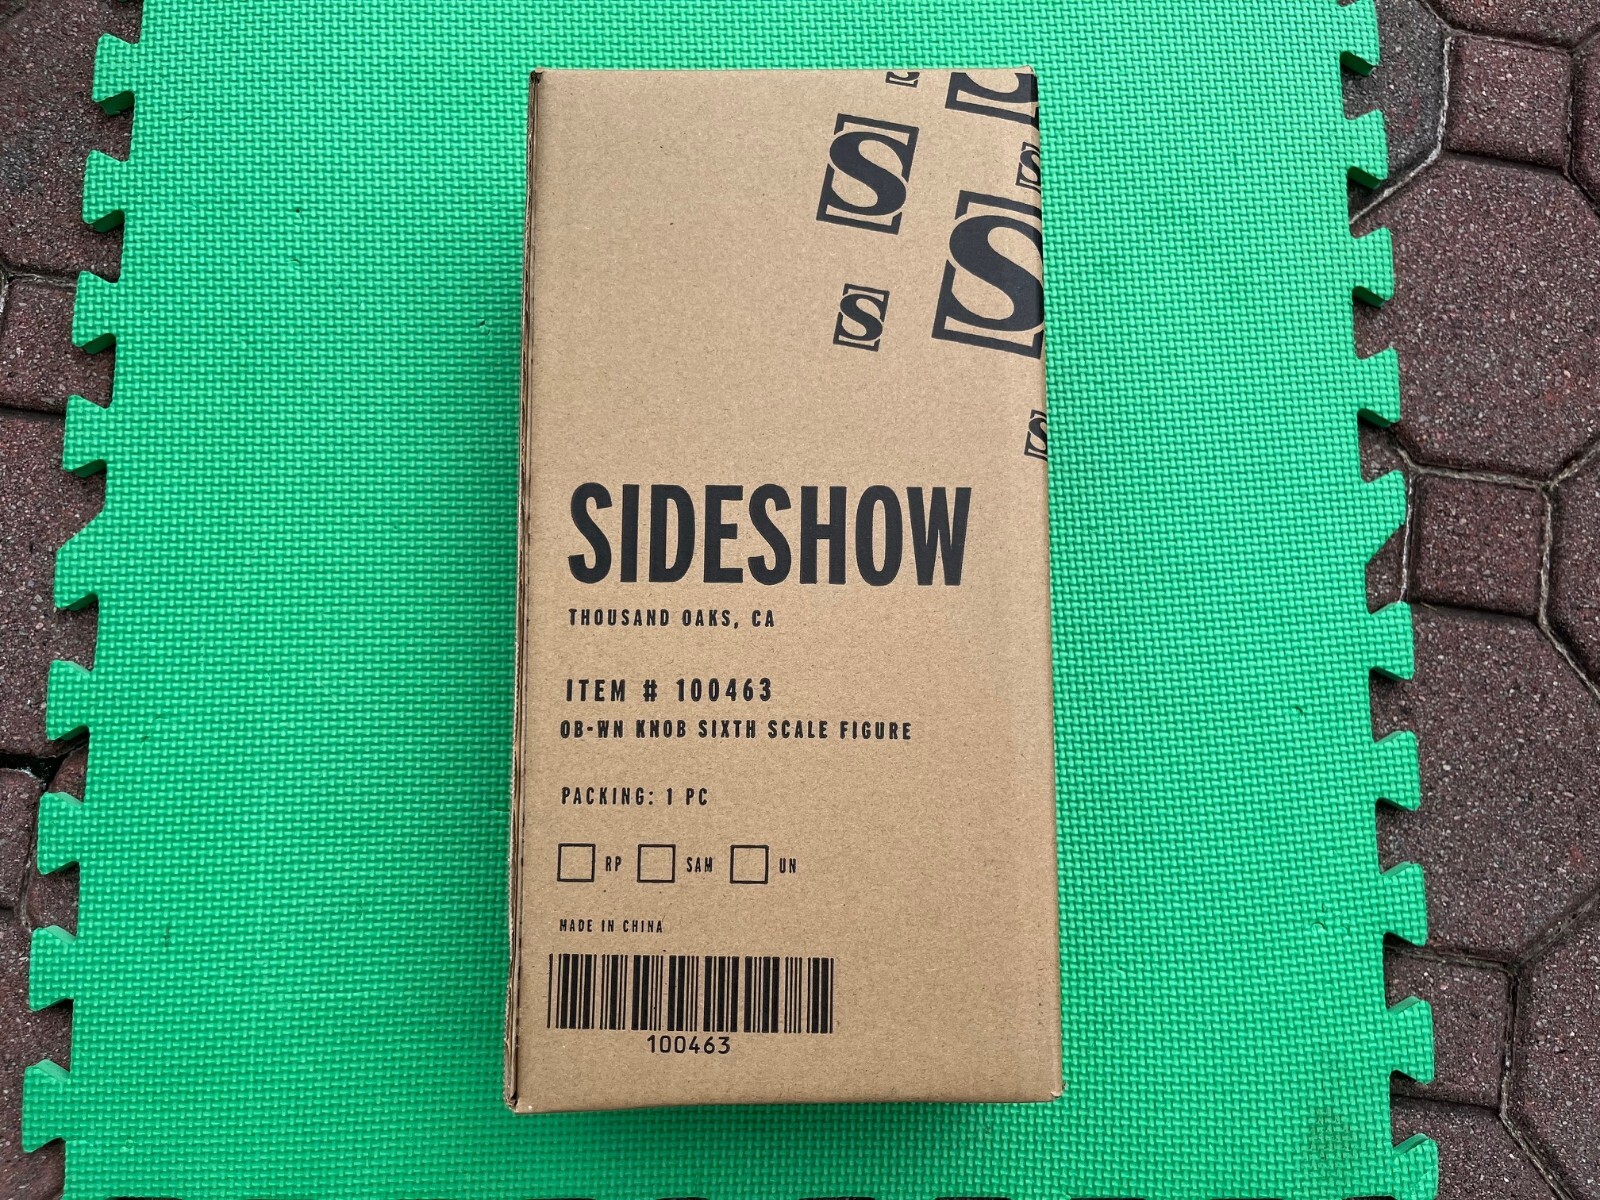 S
S
S
S
S
SIDESHOW
THOUSAND OAKS, CA
ITEM # 100463
OB-WN KNOB SIXTH SCALE FIGURE
PACKING: 1 PC
RP SAM UN
MADE IN CHINA
100463